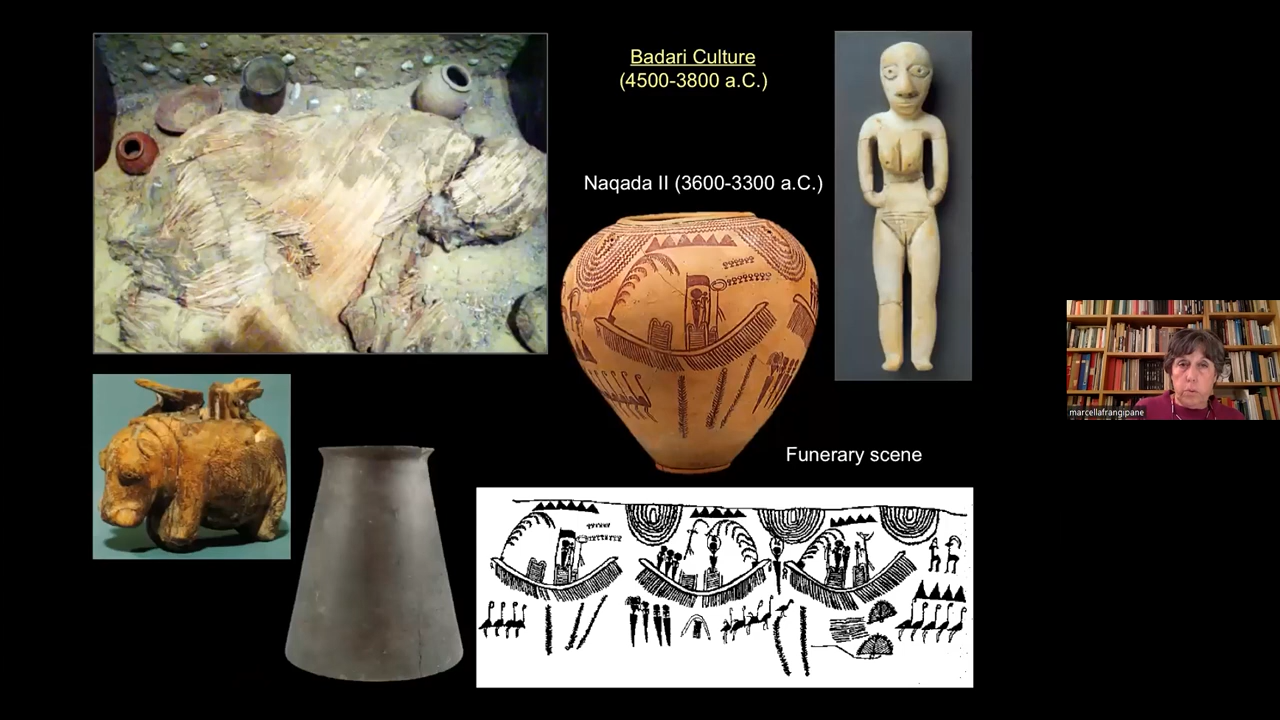 Badari Culture
(4500-3800 a.C.)
Naqada II (3600-3300 a.C.)
Funerary scene
marcellafrangipane